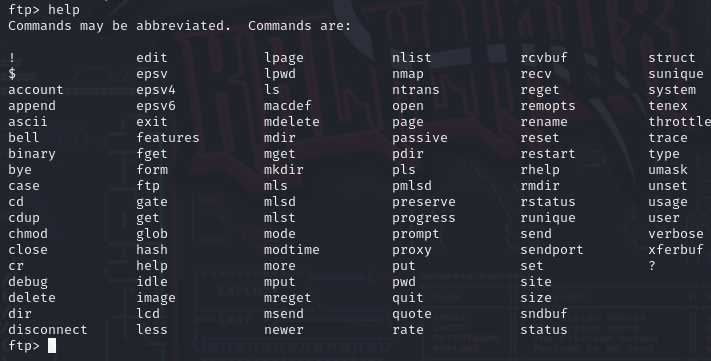 ftp> help
Commands may be abbreviated.  Commands are:

!               edit            lpage           nlist           rcvbuf          struct
$               epsv            lpwd            nmap            recv            sunique
account         epsv4           ls              ntrans          reget           system
append          epsv6           macdef          open            remopts         tenex
ascii           exit            mdelete         page            rename          throttle
bell            features        mdir            passive         reset           trace
binary          fget            mget            pdir            restart         type
bye             form            mkdir           pls             rhelp           umask
case            ftp             mls             pmlsd           rmdir           unset
cd              gate            mlsd            preserve        rstatus         usage
cdup            get             mlst            progress        runique         user
chmod           glob            mode            prompt          send            verbose
close           hash            modtime         proxy           sendport        xferbuf
cr              help            more            put             set             ?
debug           idle            mput            pwd             site
delete          image           mreget          quit            size
dir             lcd             msend           quote           sndbuf
disconnect      less            newer           rate            status
ftp>